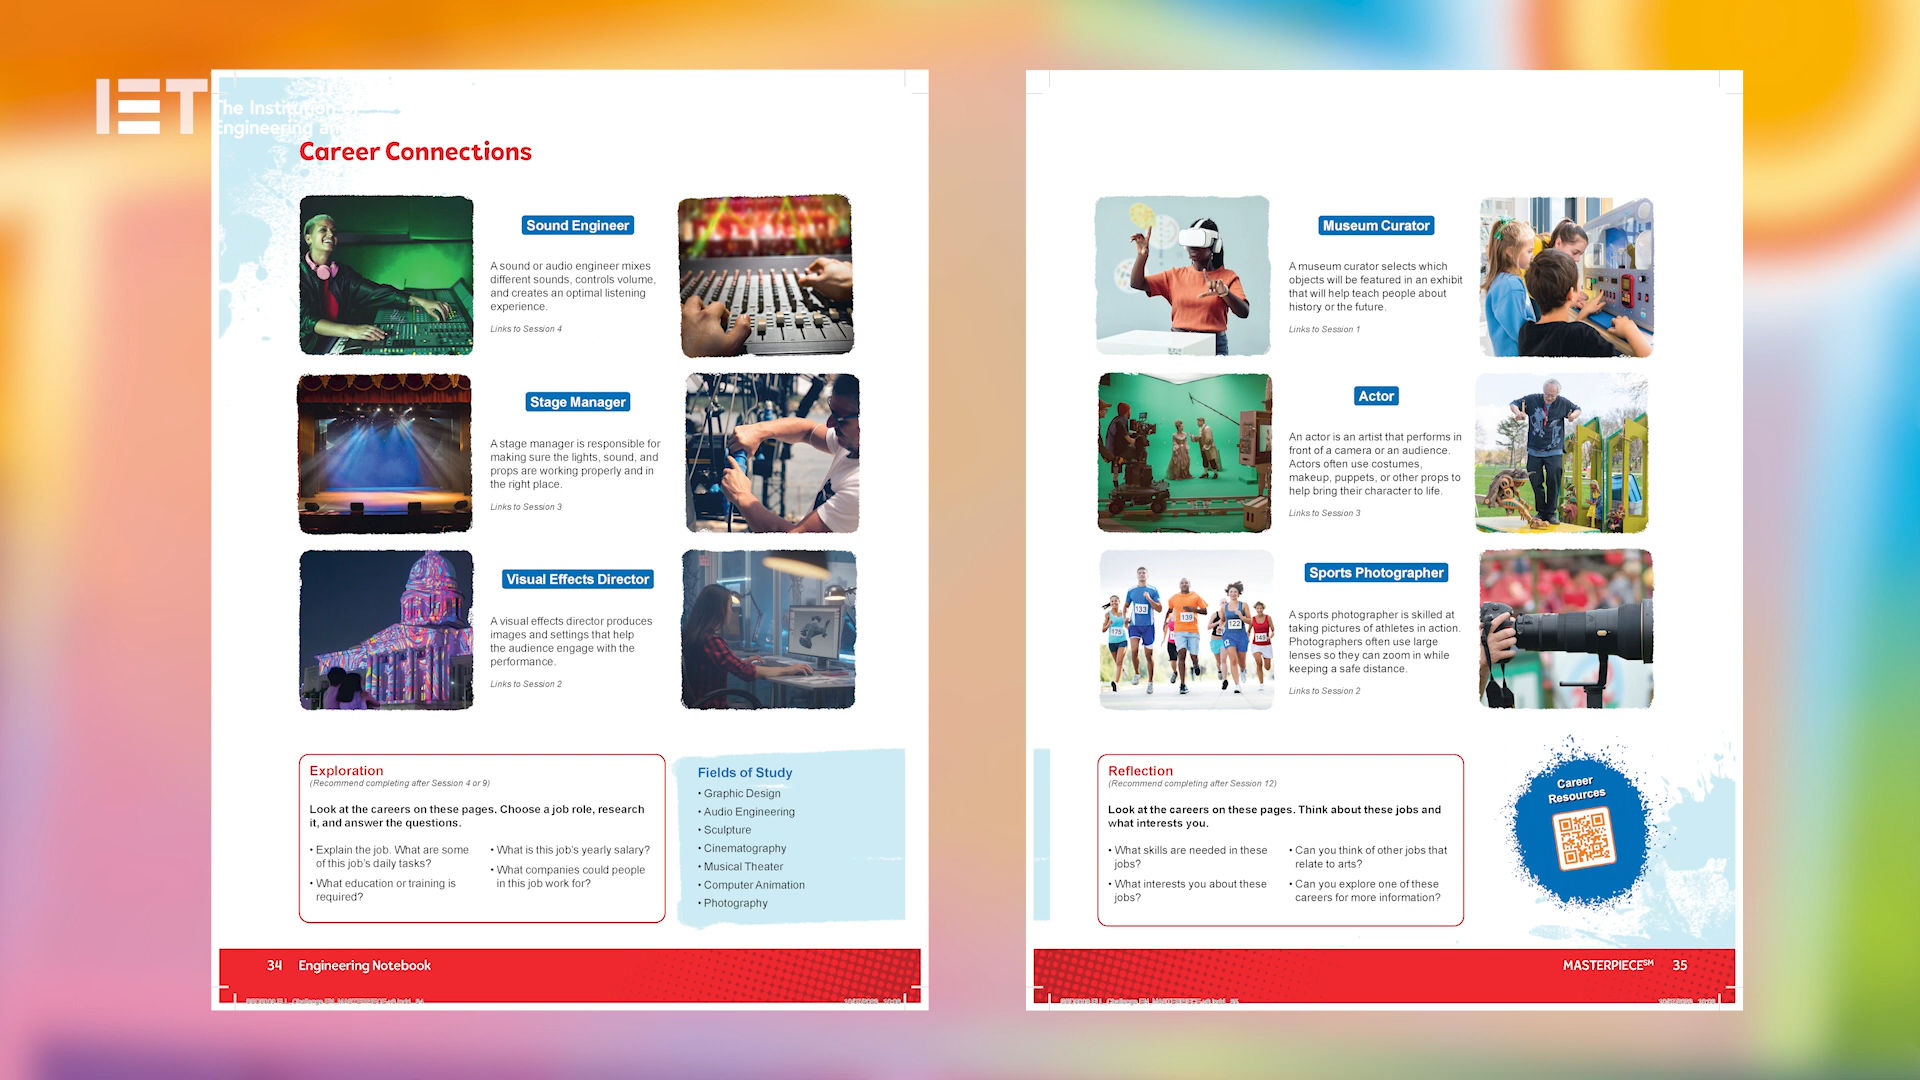 IET
The Institution of
Engineering and
Career Connections
Sound Engineer
A sound or audio engineer mixes
different sounds, controls volume,
and creates an optimal listening
experience.
Links to Session 4
Stage Manager
A stage manager is responsible for
making sure the lights, sound, and
props are working properly and in
the right place.
Links to Session 3
Visual Effects Director
A visual effects director produces
images and settings that help
the audience engage with the
performance.
Links to Session 2
Exploration
(Recommend completing after Session 4 or 9)
Look at the careers on these pages. Choose a job role, research
it, and answer the questions.
• Explain the job. What are some
of this job's daily tasks?
• What education or training is
required?
• What is this job's yearly salary?
• What companies could people
in this job work for?
Fields of Study
• Graphic Design
• Audio Engineering
• Sculpture
• Cinematography
• Musical Theater
• Computer Animation
• Photography
34 Engineering Notebook
Museum Curator
A museum curator selects which
objects will be featured in an exhibit
that will help teach people about
history or the future.
Links to Session 1
Actor
An actor is an artist that performs in
front of a camera or an audience.
Actors often use costumes,
makeup, puppets, or other props to
help bring their character to life.
Links to Session 3
175
133
139
122
149
Sports Photographer
A sports photographer is skilled at
taking pictures of athletes in action.
Photographers often use large
lenses so they can zoom in while
keeping a safe distance.
Links to Session 2
Reflection
(Recommend completing after Session 12)
Look at the careers on these pages. Think about these jobs and
what interests you.
• What skills are needed in these
jobs?
• What interests you about these
jobs?
• Can you think of other jobs that
relate to arts?
• Can you explore one of these
careers for more information?
Career
Resources
MASTERPIECE℠ 35